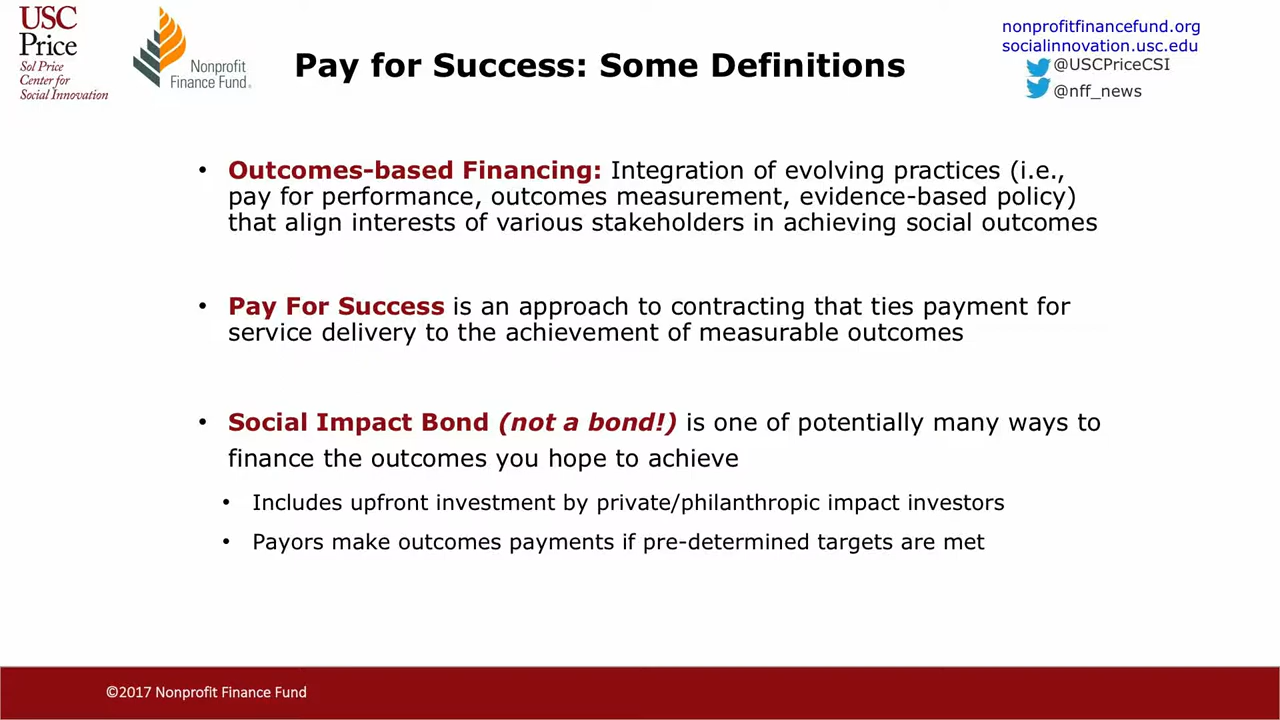 USC
Price
Sol Price
Center for
Social Innovation
Nonprofit
Finance Fund®
Pay for Success: Some Definitions
nonprofitfinancefund.org
socialinnovation.usc.edu
@USCPriceCSI
@nff_news
• Outcomes-based Financing: Integration of evolving practices (i.e.,
pay for performance, outcomes measurement, evidence-based policy)
that align interests of various stakeholders in achieving social outcomes
• Pay For Success is an approach to contracting that ties payment for
service delivery to the achievement of measurable outcomes
• Social Impact Bond (not a bond!) is one of potentially many ways to
finance the outcomes you hope to achieve
• Includes upfront investment by private/philanthropic impact investors
• Payors make outcomes payments if pre-determined targets are met
©2017 Nonprofit Finance Fund